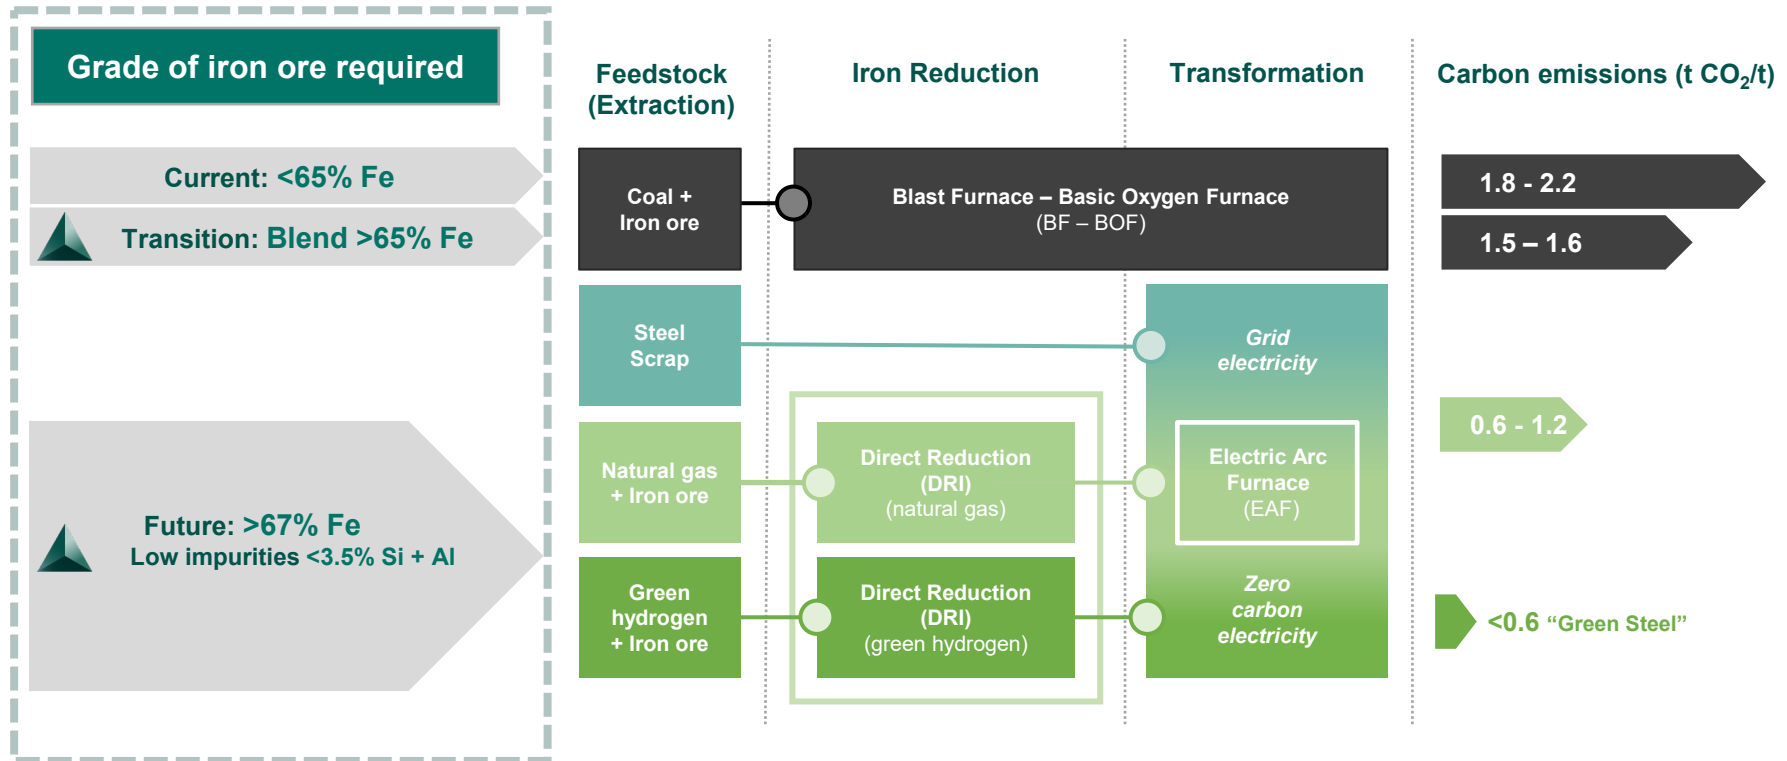 Grade of iron ore required
Feedstock
(Extraction)
Iron Reduction
Transformation
Carbon emissions (t CO₂/t)
Current: <65% Fe
Transition: Blend >65% Fe
Coal +
Iron ore
Blast Furnace – Basic Oxygen Furnace
(BF – BOF)
1.8 - 2.2
1.5 – 1.6
Steel
Scrap
Grid
electricity
Future: >67% Fe
Low impurities <3.5% Si + Al
Natural gas
+ Iron ore
Direct Reduction
(DRI)
(natural gas)
Electric Arc
Furnace
(EAF)
0.6 - 1.2
Green
hydrogen
+ Iron ore
Direct Reduction
(DRI)
(green hydrogen)
Zero
carbon
electricity
<0.6 “Green Steel”